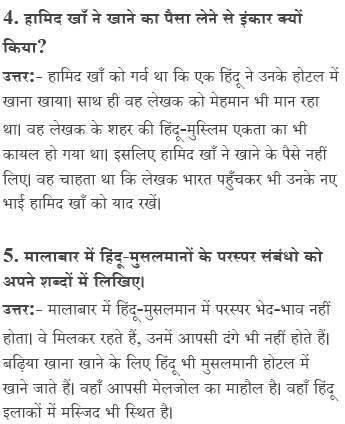 4. हामिद खाँ ने खाने का पैसा लेने से इंकार क्यों
किया?
उत्तर:- हामिद खाँ को गर्व था कि एक हिंदू ने उनके होटल में
खाना खाया। साथ ही वह लेखक को मेहमान भी मान रहा
था। वह लेखक के शहर की हिंदू-मुस्लिम एकता का भी
कायल हो गया था। इसलिए हामिद खाँ ने खाने के पैसे नहीं
लिए। वह चाहता था कि लेखक भारत पहुँचकर भी उनके नए
भाई हामिद खाँ को याद रखें।
5. मालाबार में हिंदू-मुसलमानों के परस्पर संबंधो को
अपने शब्दों में लिखिए।
उत्तर:- मालाबार में हिंदू-मुसलमान में परस्पर भेद-भाव नहीं
होता। वे मिलकर रहते हैं, उनमें आपसी दंगे भी नहीं होते हैं।
बढ़िया खाना खाने के लिए हिंदू भी मुसलमानी होटल में
खाने जाते हैं। वहाँ आपसी मेलजोल का माहौल है। वहाँ हिंदू
इलाकों में मस्जिद भी स्थित है।